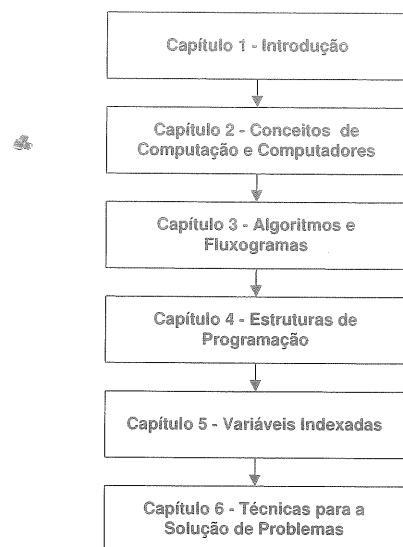 Capítulo 1 - Introdução
Capítulo 2 - Conceitos de
Computação e Computadores
Capítulo 3 - Algoritmos e
Fluxogramas
Capítulo 4 - Estruturas de
Programação
Capítulo 5 - Variáveis Indexadas
Capítulo 6 - Técnicas para a
Solução de Problemas